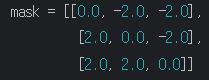 mask = [[0.0, -2.0, -2.0],
[2.0, 0.0, -2.0],
[2.0, 2.0, 0.0]]